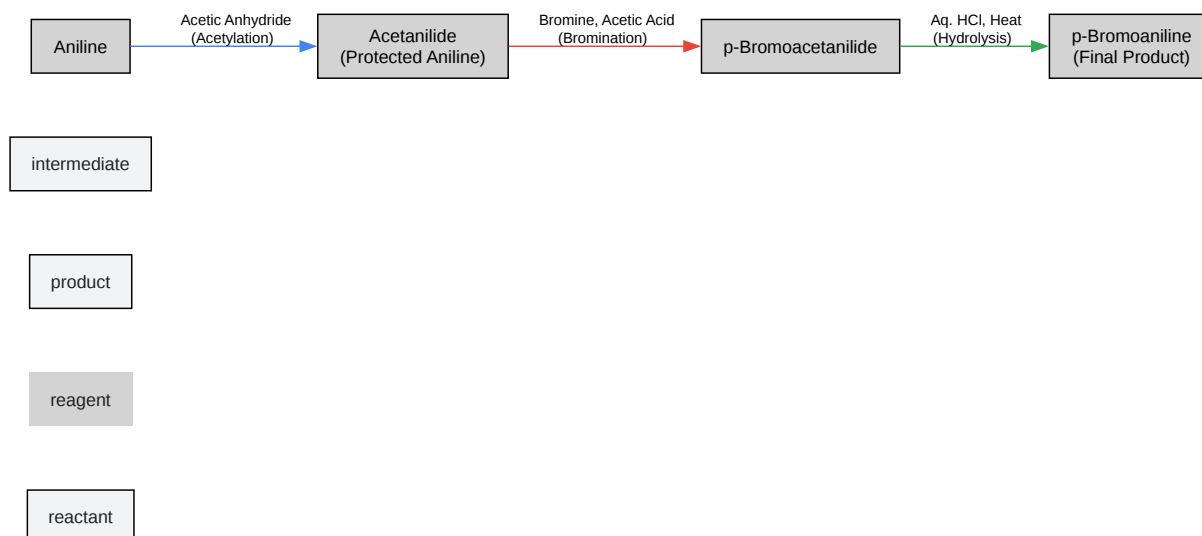 Aniline
Acetic Anhydride
(Acetylation)
Acetanilide
(Protected Aniline)
Bromine, Acetic Acid
(Bromination)
p-Bromoacetanilide
Aq. HCl, Heat
(Hydrolysis)
p-Bromoaniline
(Final Product)
intermediate
product
reagent
reactant